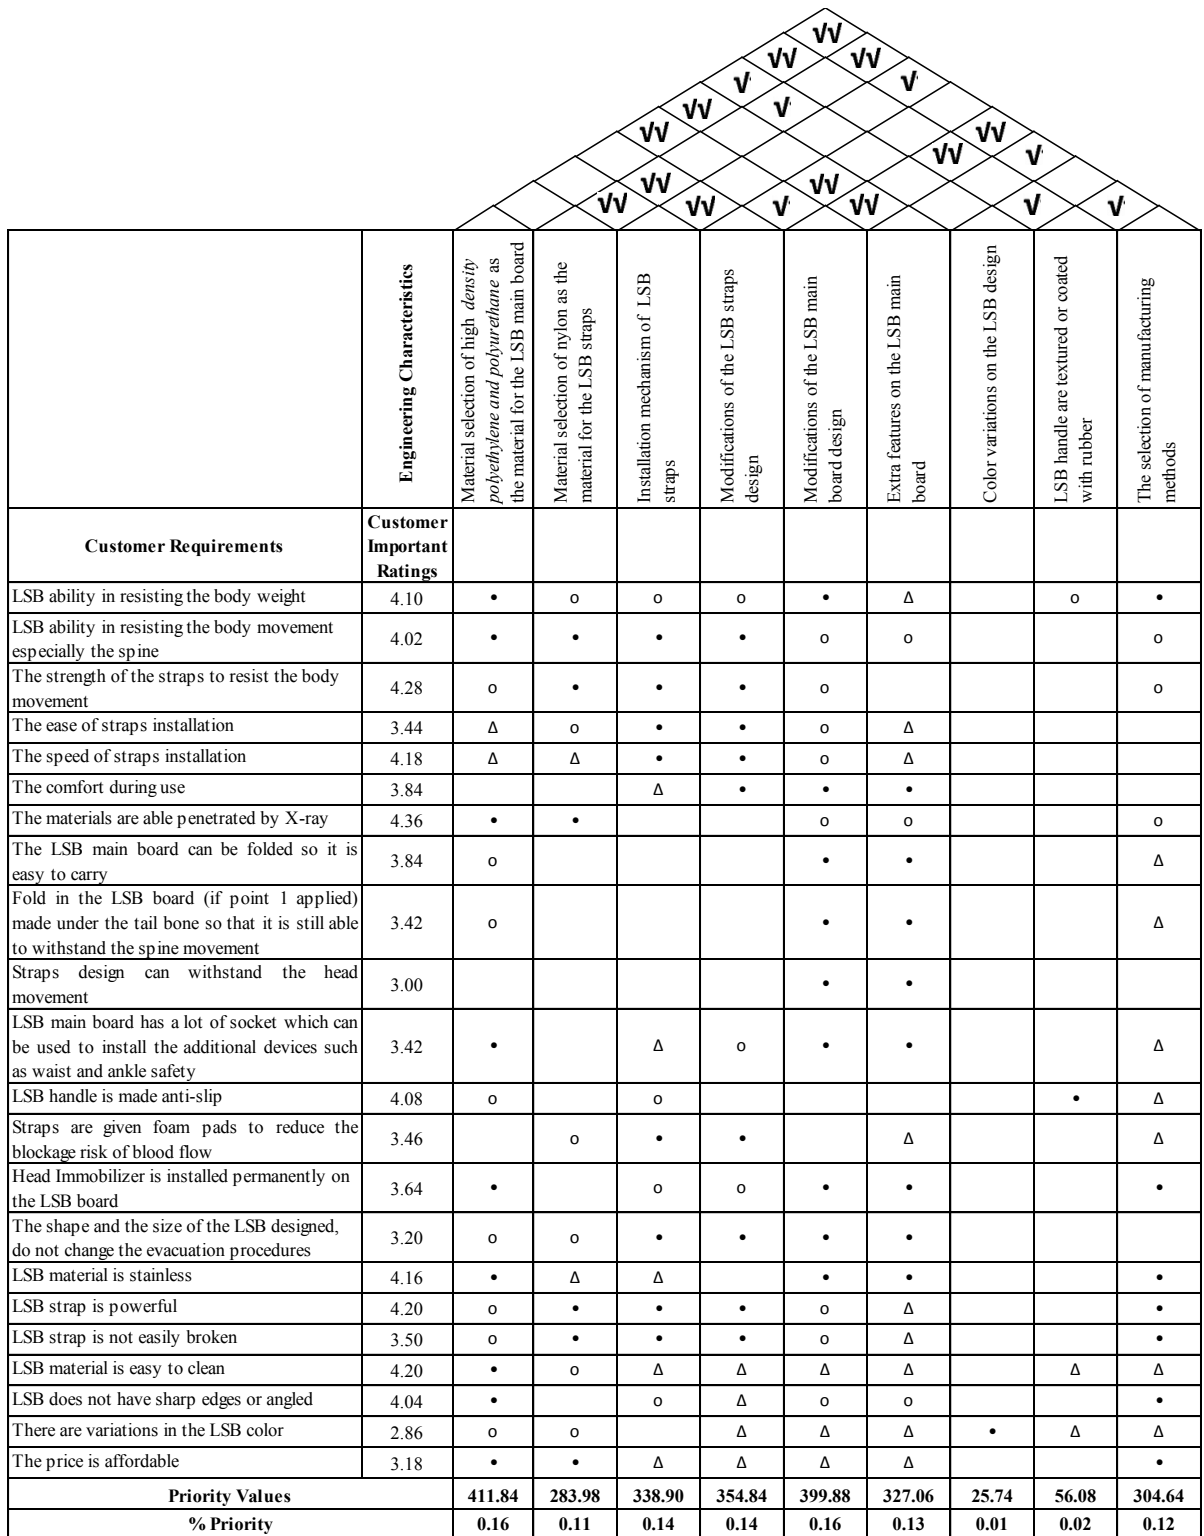 √√
√√ √√
√ √
√√ √
√√ √√
√√ √
√√ √√
√√ √√ √ √√ √ √
Engineering Characteristics
Material selection of high density
polyethylene and polyurethane as
the material for the LSB main board
Material selection of nylon as the
material for the LSB straps
Installation mechanism of LSB
straps
Modifications of the LSB straps
design
Modifications of the LSB main
board design
Extra features on the LSB main
board
Color variations on the LSB design
LSB handle are textured or coated
with rubber
The selection of manufacturing
methods
Customer Requirements
Customer
Important
Ratings
LSB ability in resisting the body weight 4.10 • o o o • Δ o •
LSB ability in resisting the body movement
especially the spine 4.02 • • • • o o o
The strength of the straps to resist the body
movement 4.28 o • • • o o
The ease of straps installation 3.44 Δ o • • o Δ
The speed of straps installation 4.18 Δ Δ • • o Δ
The comfort during use 3.84 Δ • • •
The materials are able penetrated by X-ray 4.36 • • o o o
The LSB main board can be folded so it is
easy to carry 3.84 o • • Δ
Fold in the LSB board (if point 1 applied)
made under the tail bone so that it is still able
to withstand the spine movement 3.42 o • • Δ
Straps design can withstand the head
movement 3.00 • •
LSB main board has a lot of socket which can
be used to install the additional devices such
as waist and ankle safety 3.42 • Δ o • • Δ
LSB handle is made anti-slip 4.08 o o • Δ
Straps are given foam pads to reduce the
blockage risk of blood flow 3.46 o • • Δ Δ
Head Immobilizer is installed permanently on
the LSB board 3.64 • o o • • •
The shape and the size of the LSB designed,
do not change the evacuation procedures 3.20 o o • • • •
LSB material is stainless 4.16 • Δ Δ • • •
LSB strap is powerful 4.20 o • • • o Δ •
LSB strap is not easily broken 3.50 o • • • o Δ •
LSB material is easy to clean 4.20 • o Δ Δ Δ Δ Δ Δ
LSB does not have sharp edges or angled 4.04 • o Δ o o •
There are variations in the LSB color 2.86 o o Δ Δ Δ • Δ Δ
The price is affordable 3.18 • • Δ Δ Δ Δ •
Priority Values 411.84 283.98 338.90 354.84 399.88 327.06 25.74 56.08 304.64
% Priority 0.16 0.11 0.14 0.14 0.16 0.13 0.01 0.02 0.12